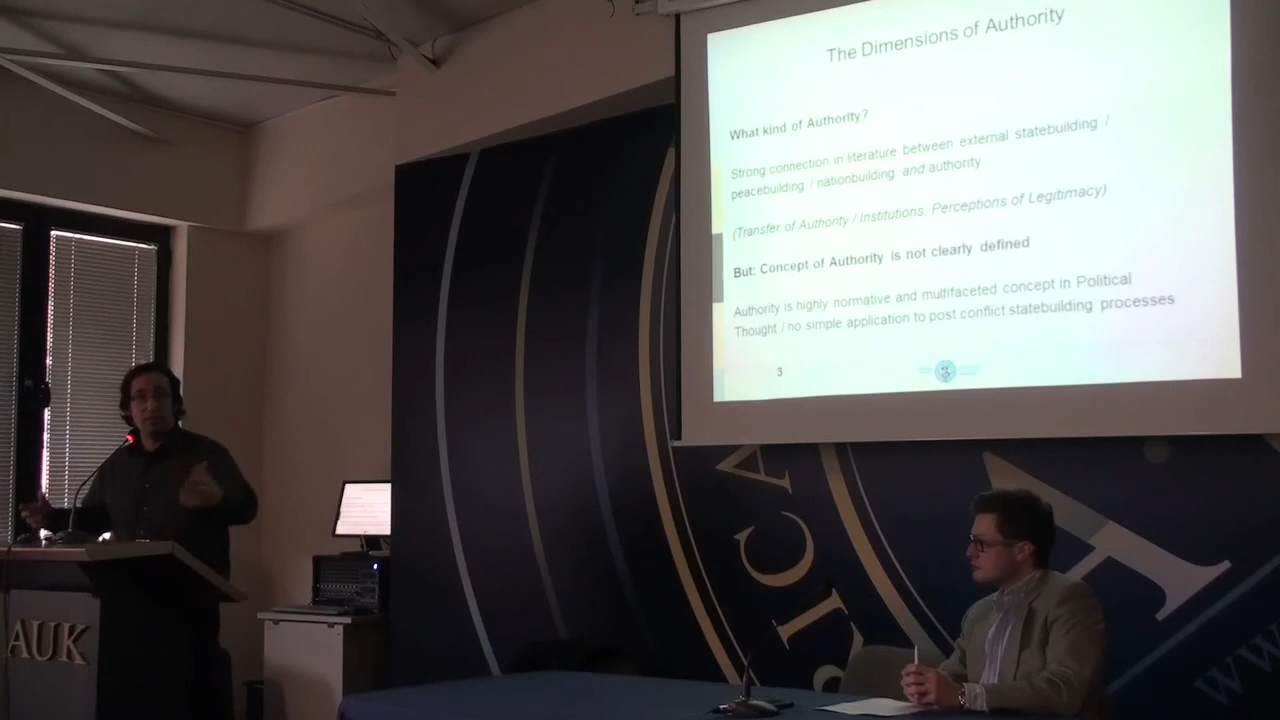 The Dimensions of Authority
What kind of Authority?
Strong connection in literature between external statebuilding /
peacebuilding / nationbuilding and authority
(Transfer of Authority / Institutions, Perceptions of Legitimacy)
But: Concept of Authority is not clearly defined
Authority is highly normative and multifaceted concept in Political
Thought / no simple application to post conflict statebuilding processes
3
AUK
RICA
A
WW